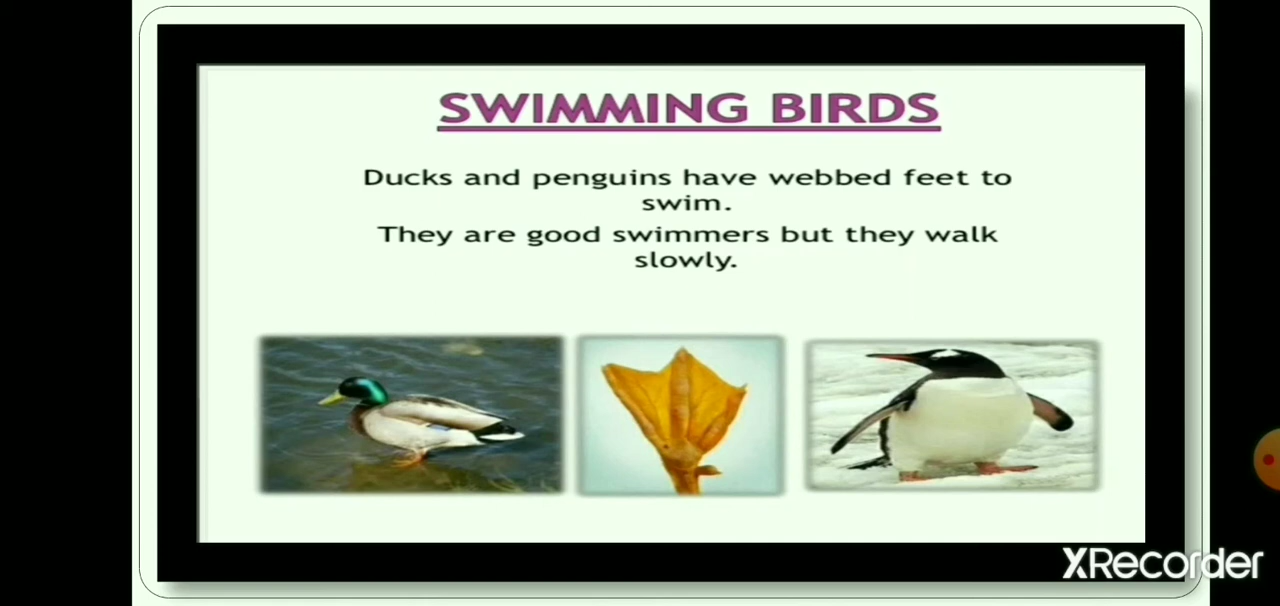 SWIMMING BIRDS
Ducks and penguins have webbed feet to
swim.
They are good swimmers but they walk
slowly.
XRecorder